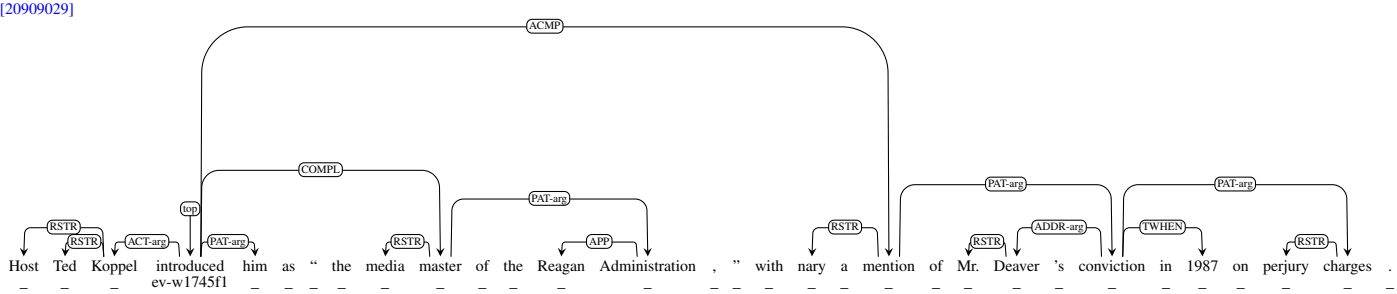 [20909029]
ACMP
COMPL
PAT-arg PAT-arg
PAT-arg
top
RSTR RSTR ADDR-arg TWHEN
RSTR ACT-arg PAT-arg RSTR APP RSTR RSTR
Host Ted Koppel introduced him as “ the media master of the Reagan Administration , ” with nary a mention of Mr. Deaver 's conviction in 1987 on perjury charges .
_ _ _ ev-w1745f1 _ _ _ _ _ _ _ _ _ _ _ _ _ _ _ _ _ _ _ _ _ _ _ _ _ _ _